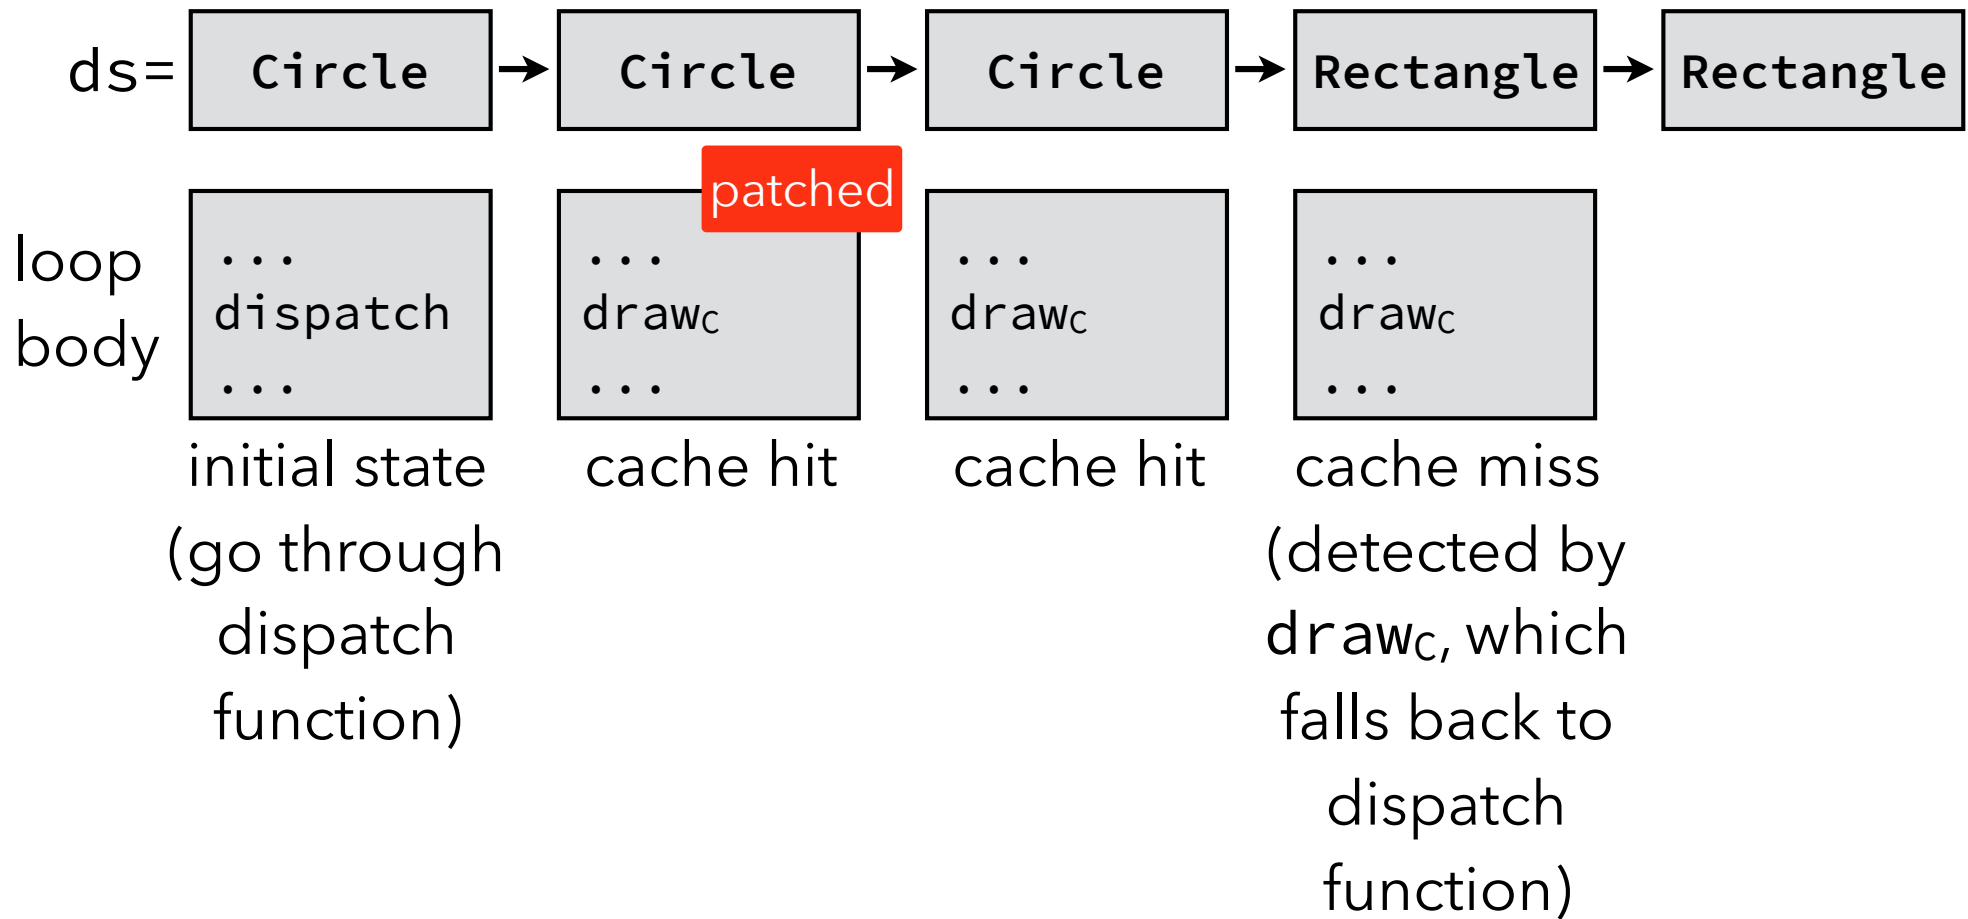 ds= Circle Circle Circle Rectangle Rectangle
patched
loop
body
...
dispatch
...
...
drawC
...
...
drawC
...
...
drawC
...
initial state
(go through
dispatch
function)
cache hit
cache hit
cache miss
(detected by
drawC, which
falls back to
dispatch
function)